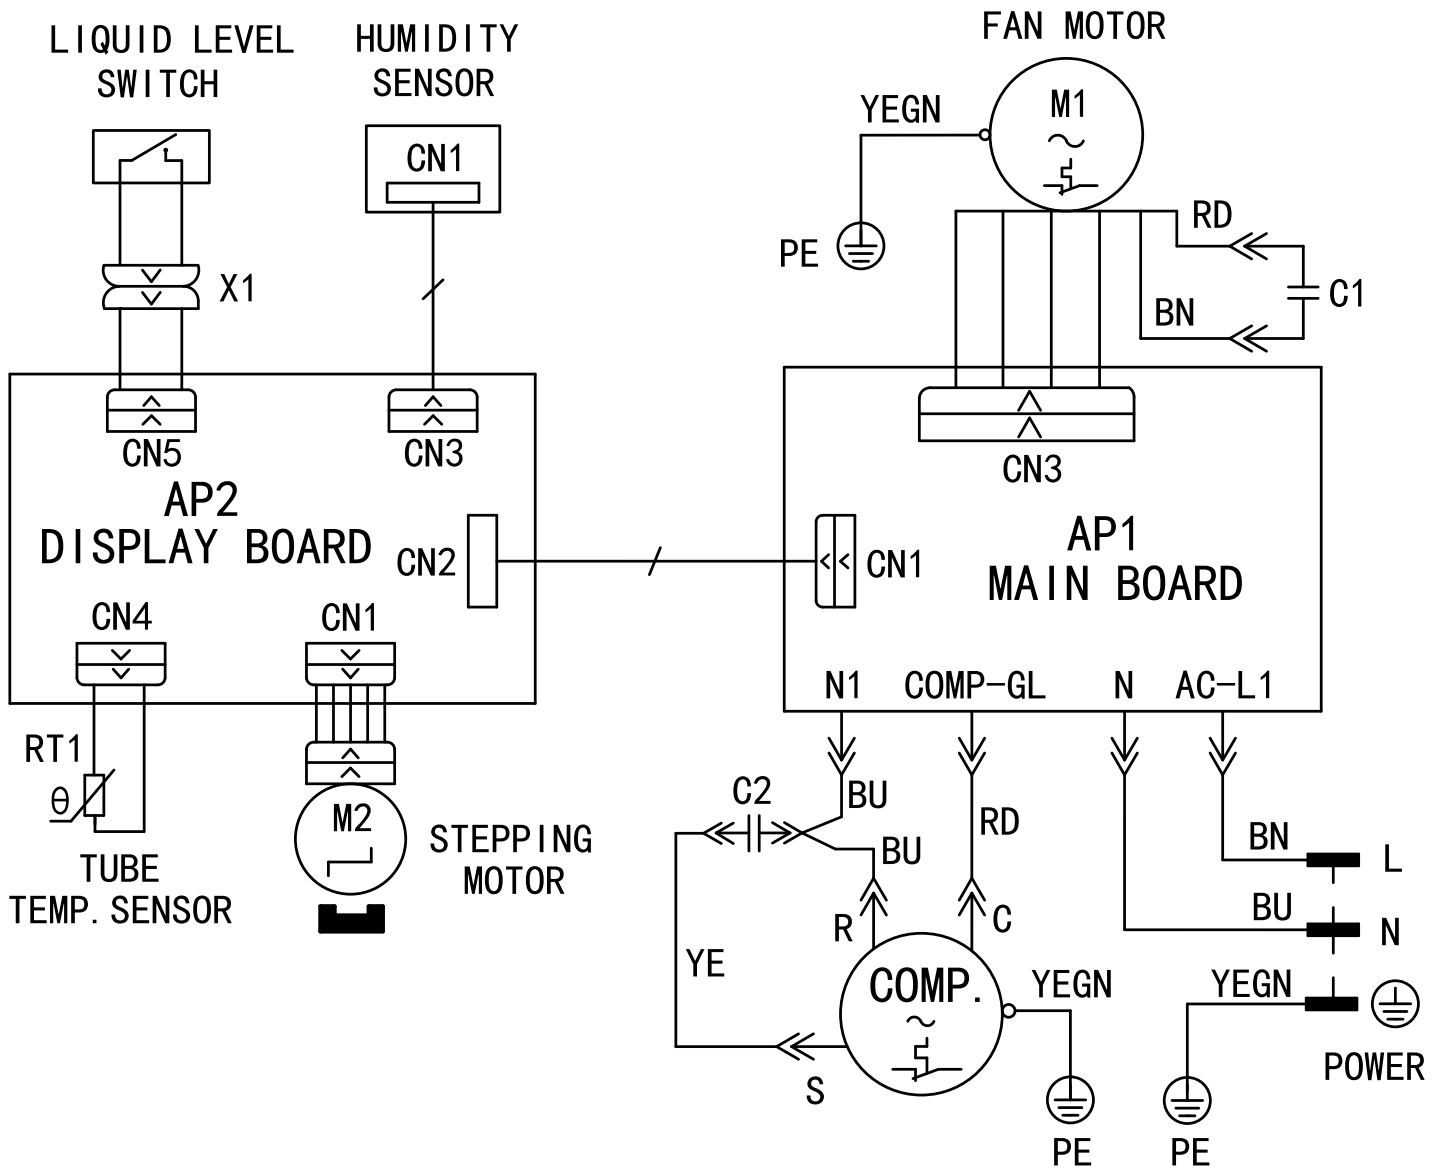 LIQUID LEVEL
SWITCH
HUMIDITY
SENSOR
FAN MOTOR
CN1
YEGN
M1
PE
RD
X1
BN
C1
CN5
CN3
CN3
AP2
DISPLAY BOARD
CN2
CN1
AP1
MAIN BOARD
CN4
CN1
N1
COMP-GL
N
AC-L1
RT1
θ
M2
STEPPING
MOTOR
TUBE
TEMP. SENSOR
C2
BU
BU
RD
R
C
YE
COMP.
YEGN
S
PE
BN
L
BU
N
YEGN
POWER
PE